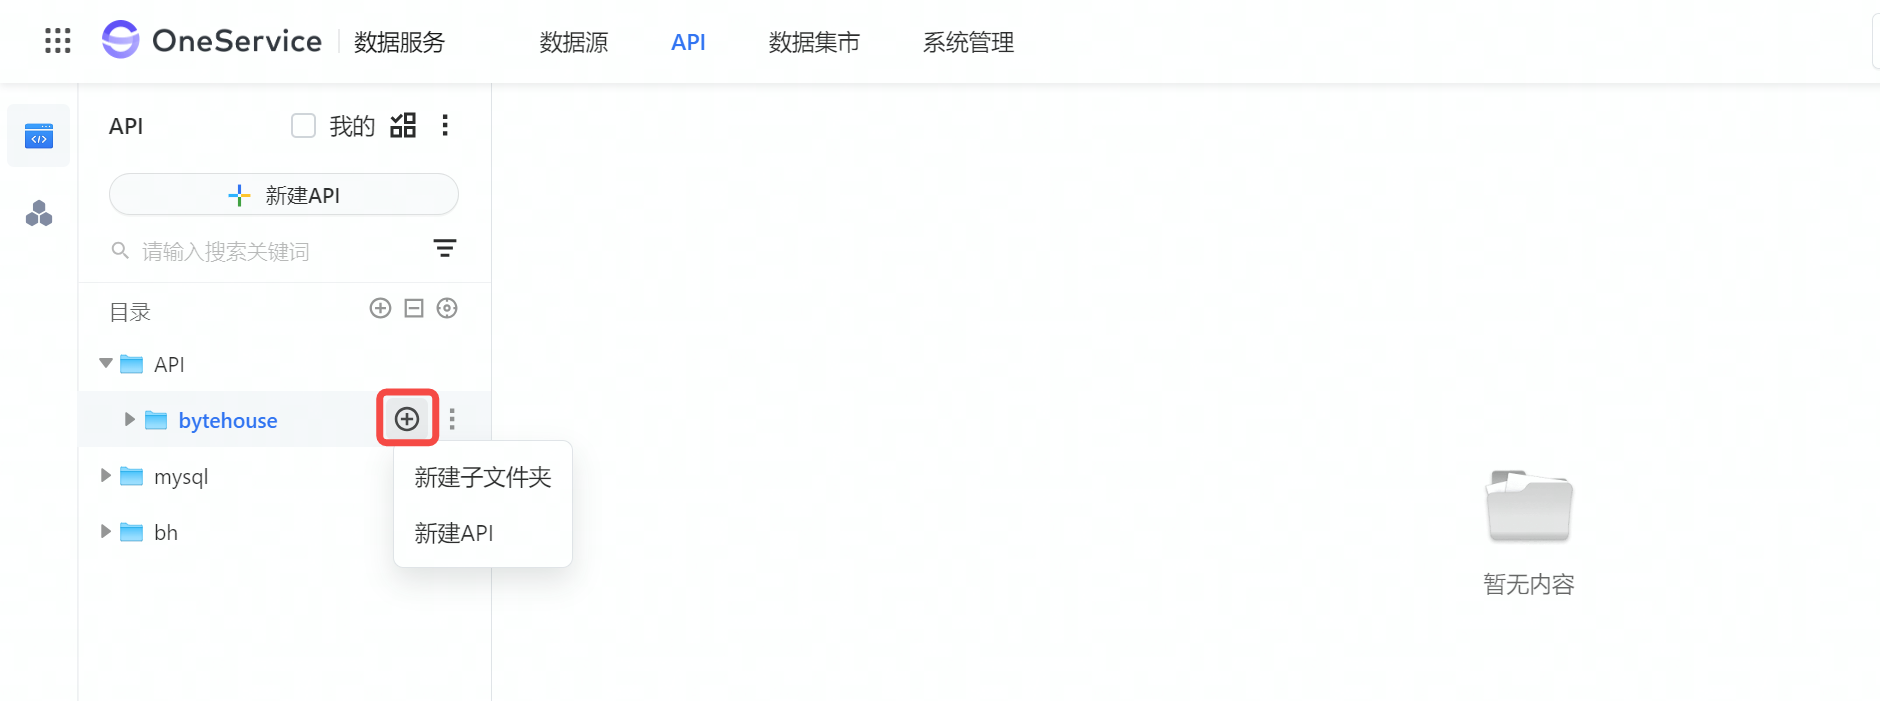 OneService 数据服务 数据源 API 数据集市 系统管理
API 我的
新建API
请输入搜索关键词
目录
API
bytehouse
mysql
bh
新建子文件夹
新建API
暂无内容